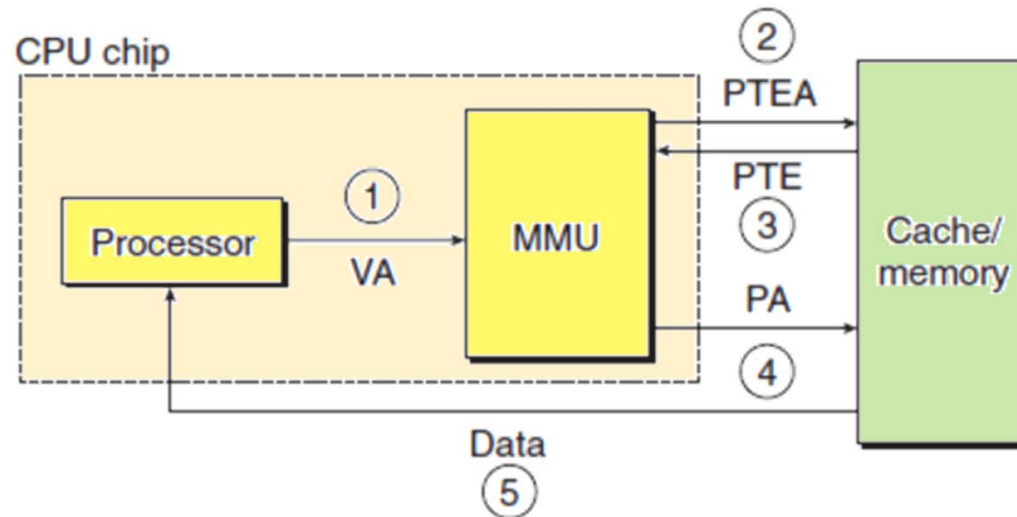 CPU chip
2
PTEA
1
PTE
Processor
MMU
3
Cache/
memory
VA
PA
4
Data
5